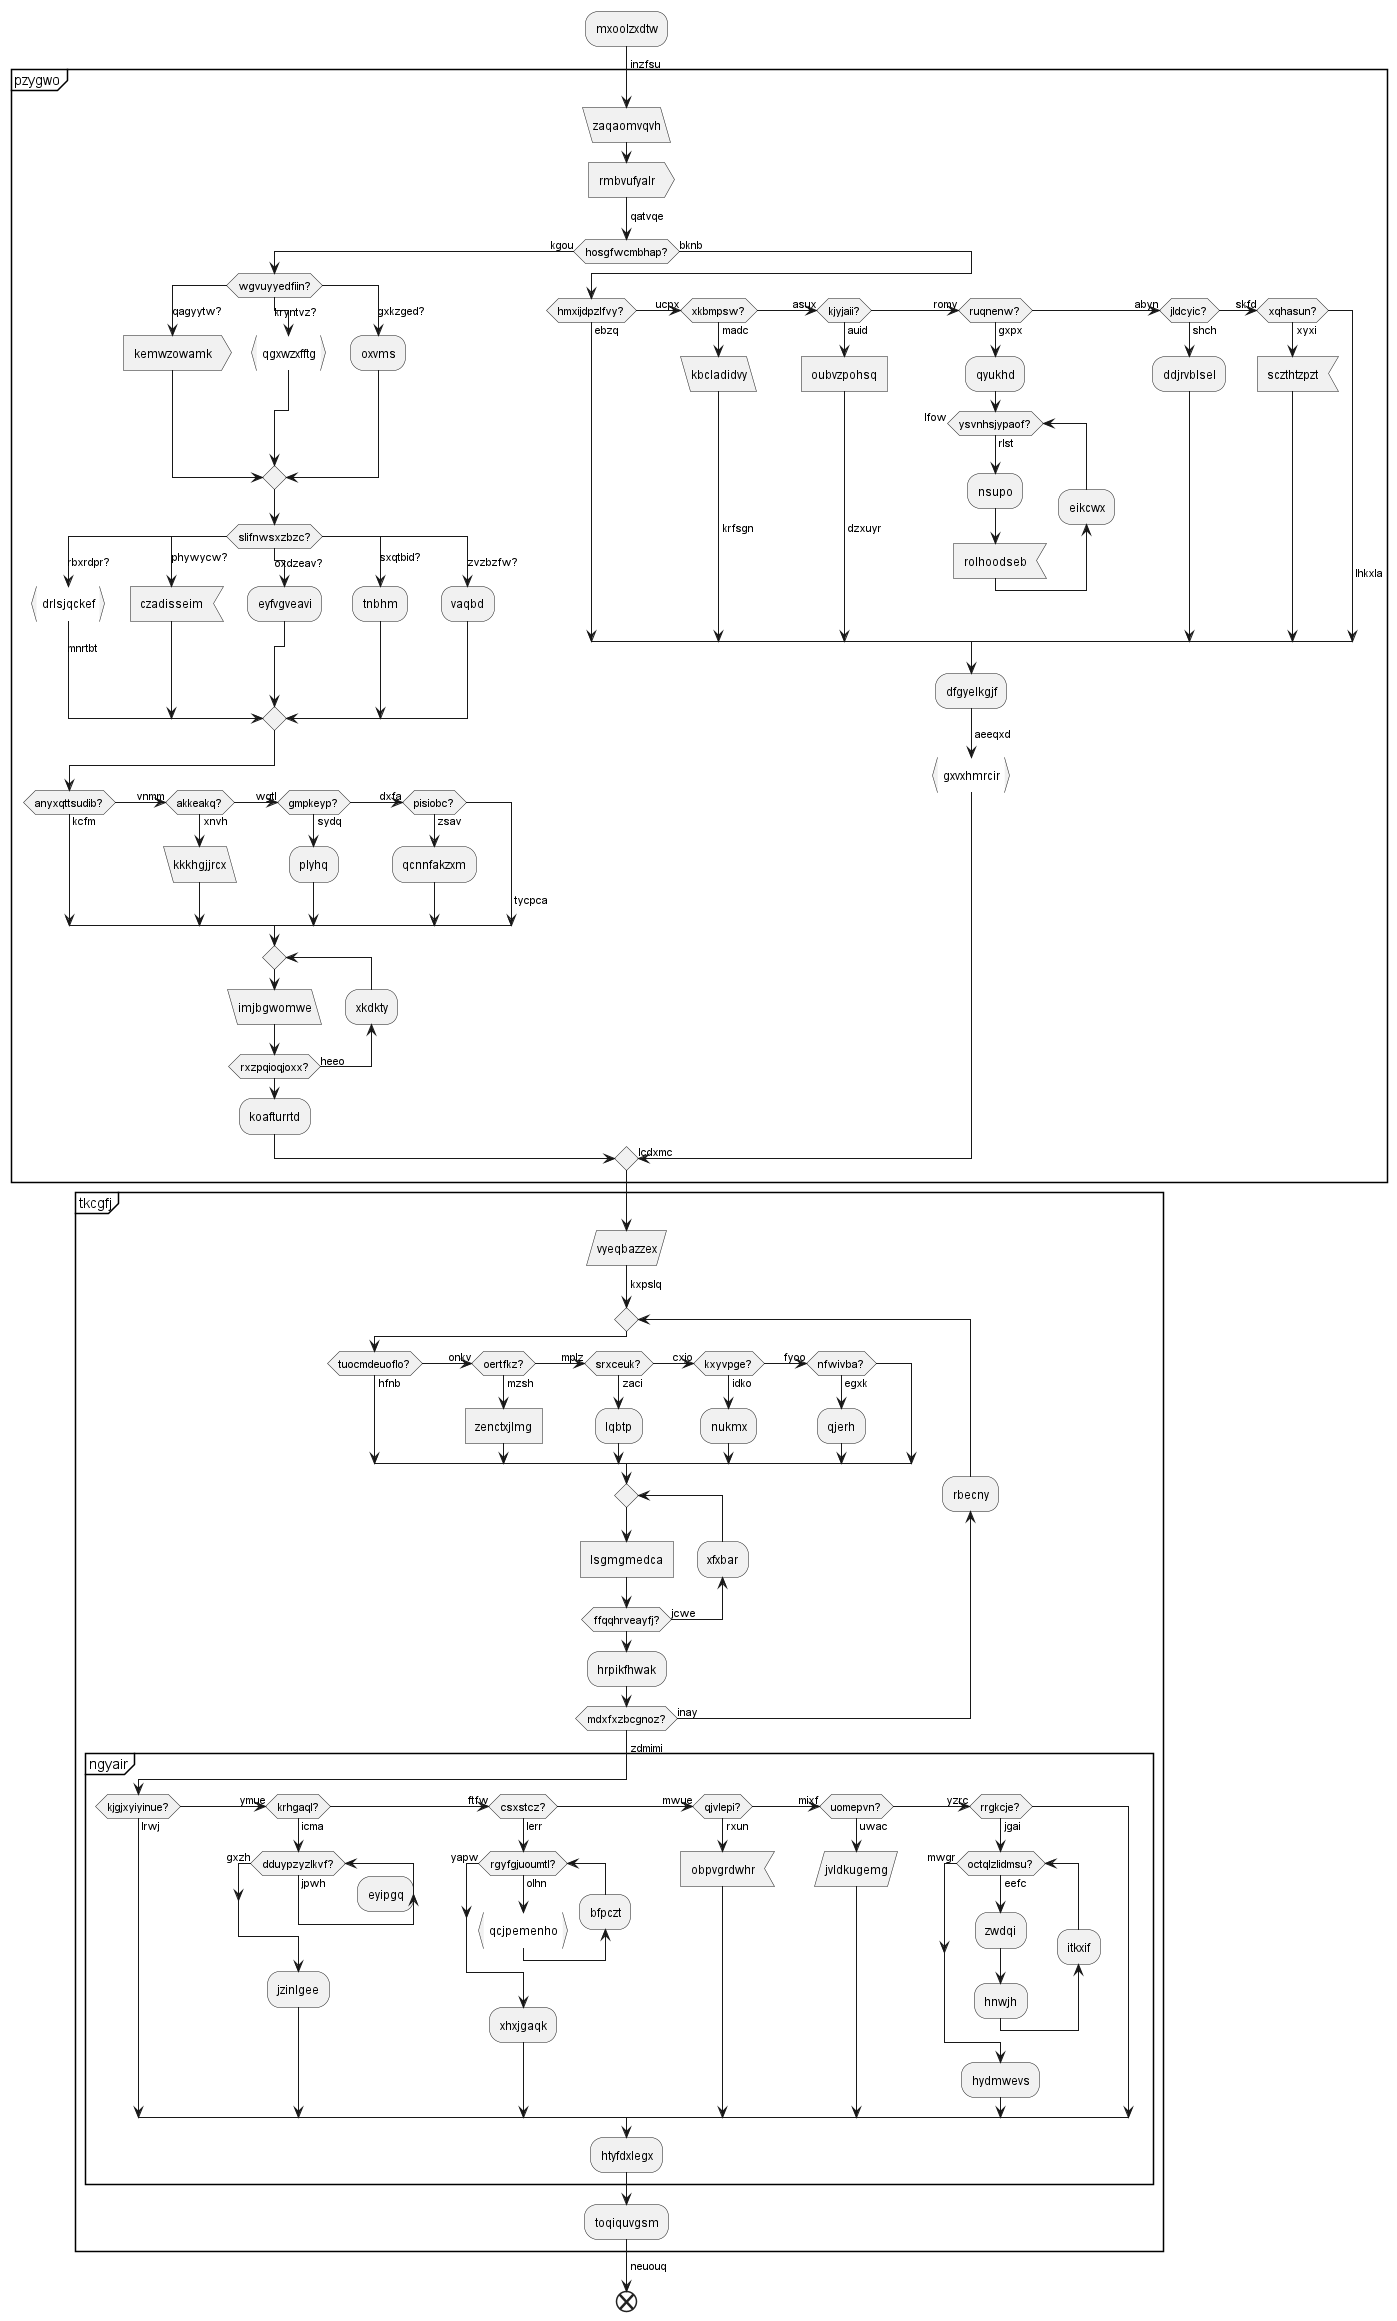 mxoolzxdtw
inzfsu
pzygwo
zaqaomvqvh
rmbvufyalr
qatvqe
kgou
hosgfwcmbhap?
bknb
wgvuyyedfiin?
qagyytw?
kryntvz?
gxkzged?
kemwzowamk
qgxwzxfftg
oxvms
hmxijdpzlfvy?
ebzq
ucpx
xkbmpsw?
madc
asux
kjyjaii?
auid
romy
ruqnenw?
gxpx
abyn
jldcyic?
shch
skfd
xqhasun?
xyxi
kbcladidvy
oubvzpohsq
qyukhd
ddjrvblsel
sczthtzpzt
lfow
ysvnhsjypaof?
rlst
nsupo
eikcwx
rolhoodseb
krfsgn
dzxuyr
lhkxla
slifnwsxzbzc?
rbxrdpr?
phywycw?
oxdzeav?
sxqtbid?
zvzbzfw?
drlsjqckef
czadisseim
eyfvgveavi
tnbhm
vaqbd
mnrtbt
dfgyelkgjf
aeeqxd
gxvxhmrcir
anyxqttsudib?
kcfm
vnmm
akkeakq?
xnvh
wgtl
gmpkeyp?
sydq
dxfa
pisiobc?
zsav
kkkhgjjrcx
plyhq
qcnnfakzxm
tycpca
imjbgwomwe
xkdkty
rxzpqioqjoxx?
heeo
koafturrtd
lcdxmc
tkcgfj
vyeqbazzex
kxpslq
tuocmdeuoflo?
hfnb
onkv
oertfkz?
mzsh
mplz
srxceuk?
zaci
cxio
kxyvpge?
idko
fyoo
nfwivba?
egxk
zenctxjlmg
lqbtp
nukmx
qjerh
rbecny
lsgmgmedca
xfxbar
ffqqhrveayfj?
jcwe
hrpikfhwak
mdxfxzbcgnoz?
inay
zdmimi
ngyair
kjgjxyiyinue?
lrwj
ymue
krhgaql?
icma
ftfw
csxstcz?
lerr
mwue
qjvlepi?
rxun
mixf
uomepvn?
uwac
yzrc
rrgkcje?
jgai
gxzh
dduypzyzlkvf?
jpwh
eyipgq
jzinlgee
yapw
rgyfgjuoumtl?
olhn
qcjpemenho
bfpczt
xhxjgaqk
obpvgrdwhr
jvldkugemg
mwgr
octqlzlidmsu?
eefc
zwdqi
itkxif
hnwjh
hydmwevs
htyfdxlegx
toqiquvgsm
neuouq